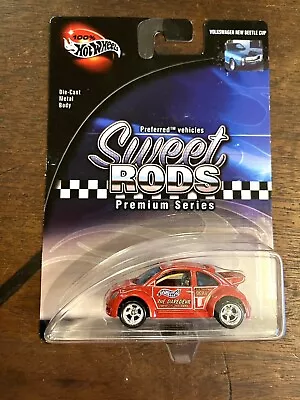 100%
Hot Wheels
VOLKSWAGEN NEW BEETLE CUP
Die-Cast
Metal
Body
Preferred™ vehicles
Sweet
RODS
Premium Series